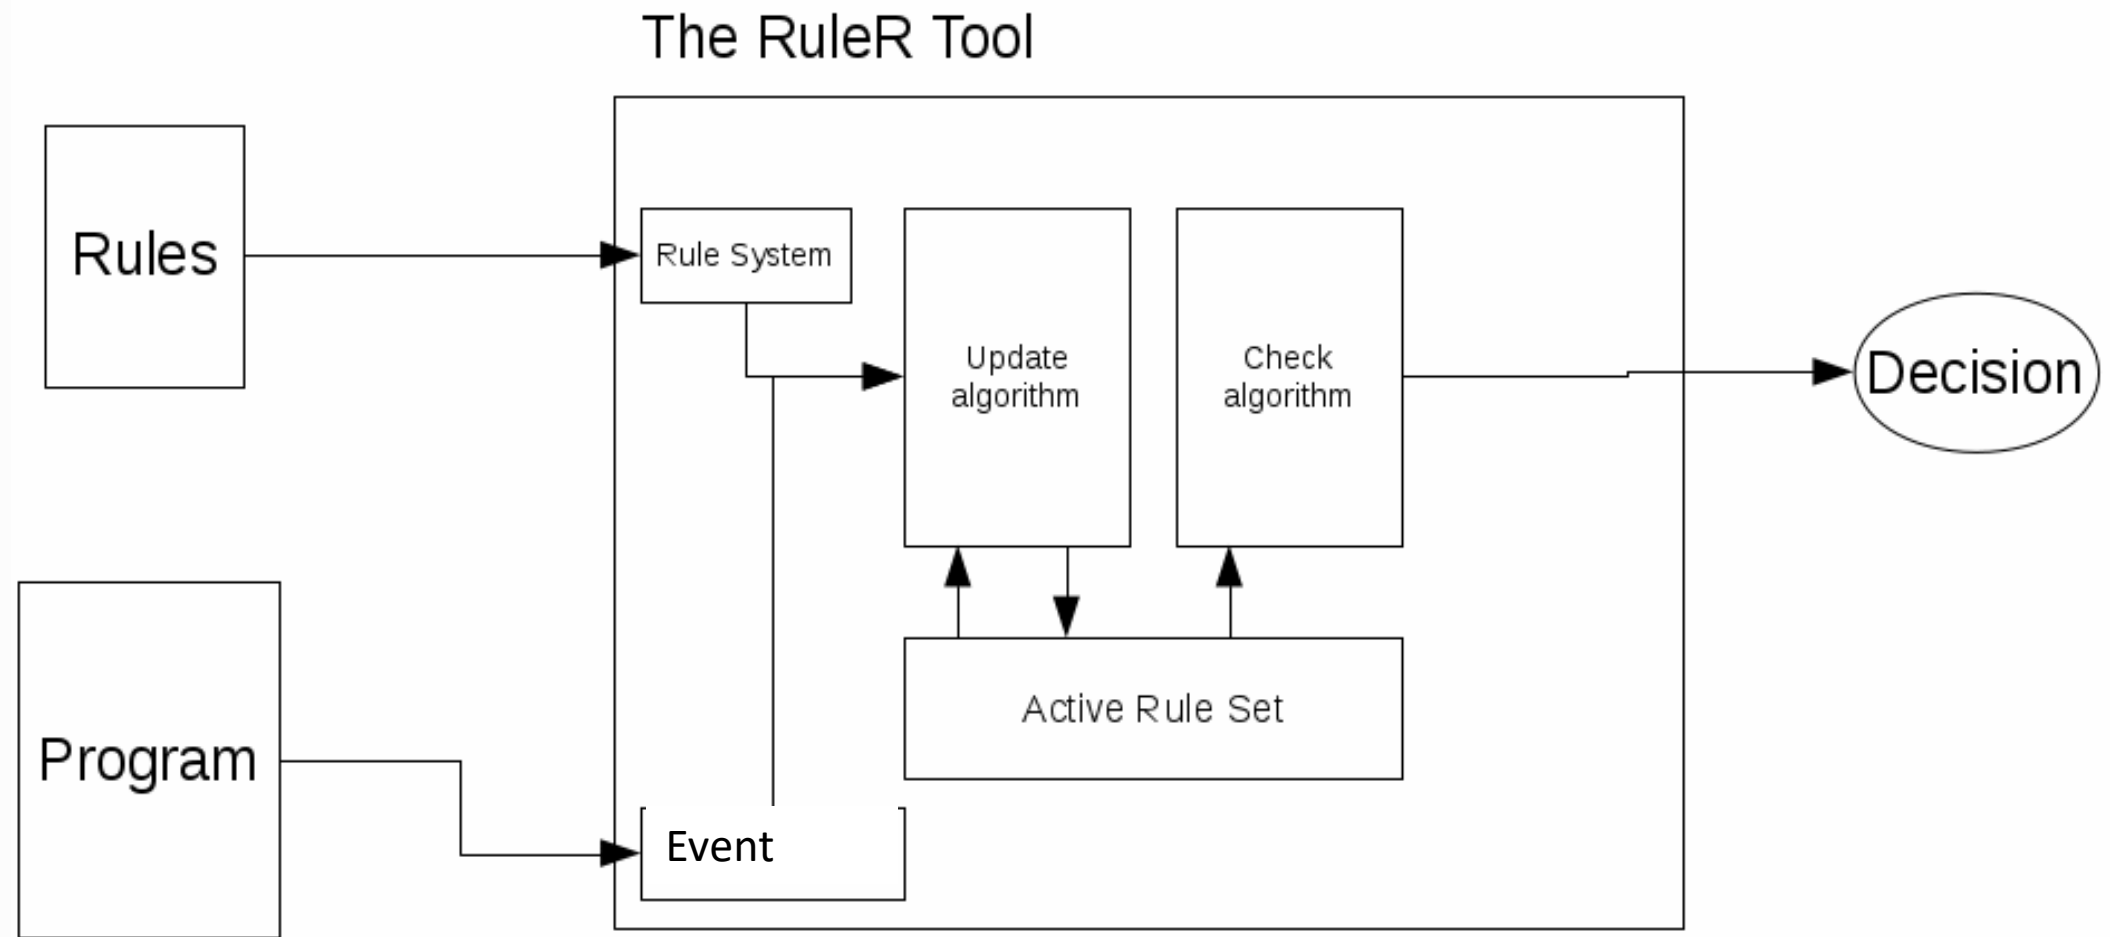 The RuleR Tool
Rules
Rule System
Update
algorithm
Check
algorithm
Decision
Active Rule Set
Program
Event